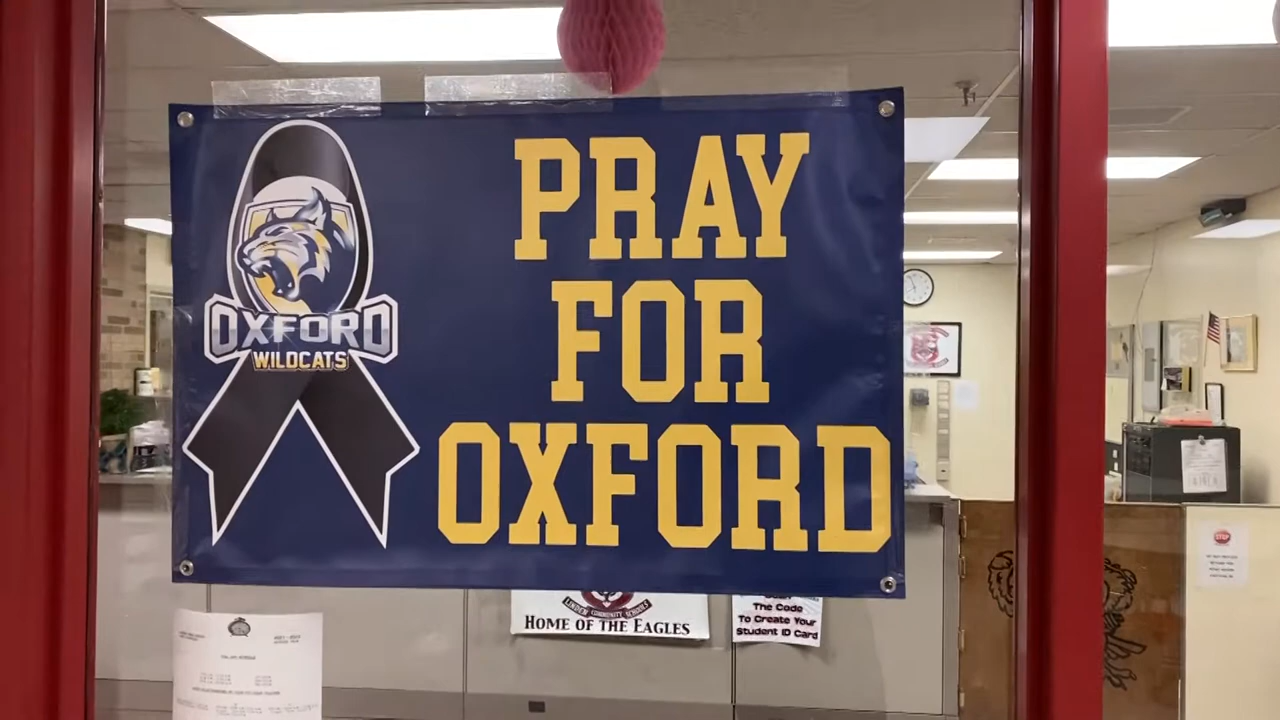 PRAY
FOR
OXFORD
OXFORD
WILDCATS
LINDEN COMMUNITY SCHOOLS
HOME OF THE EAGLES
The Code
To Create Your
Student ID Card
STOP